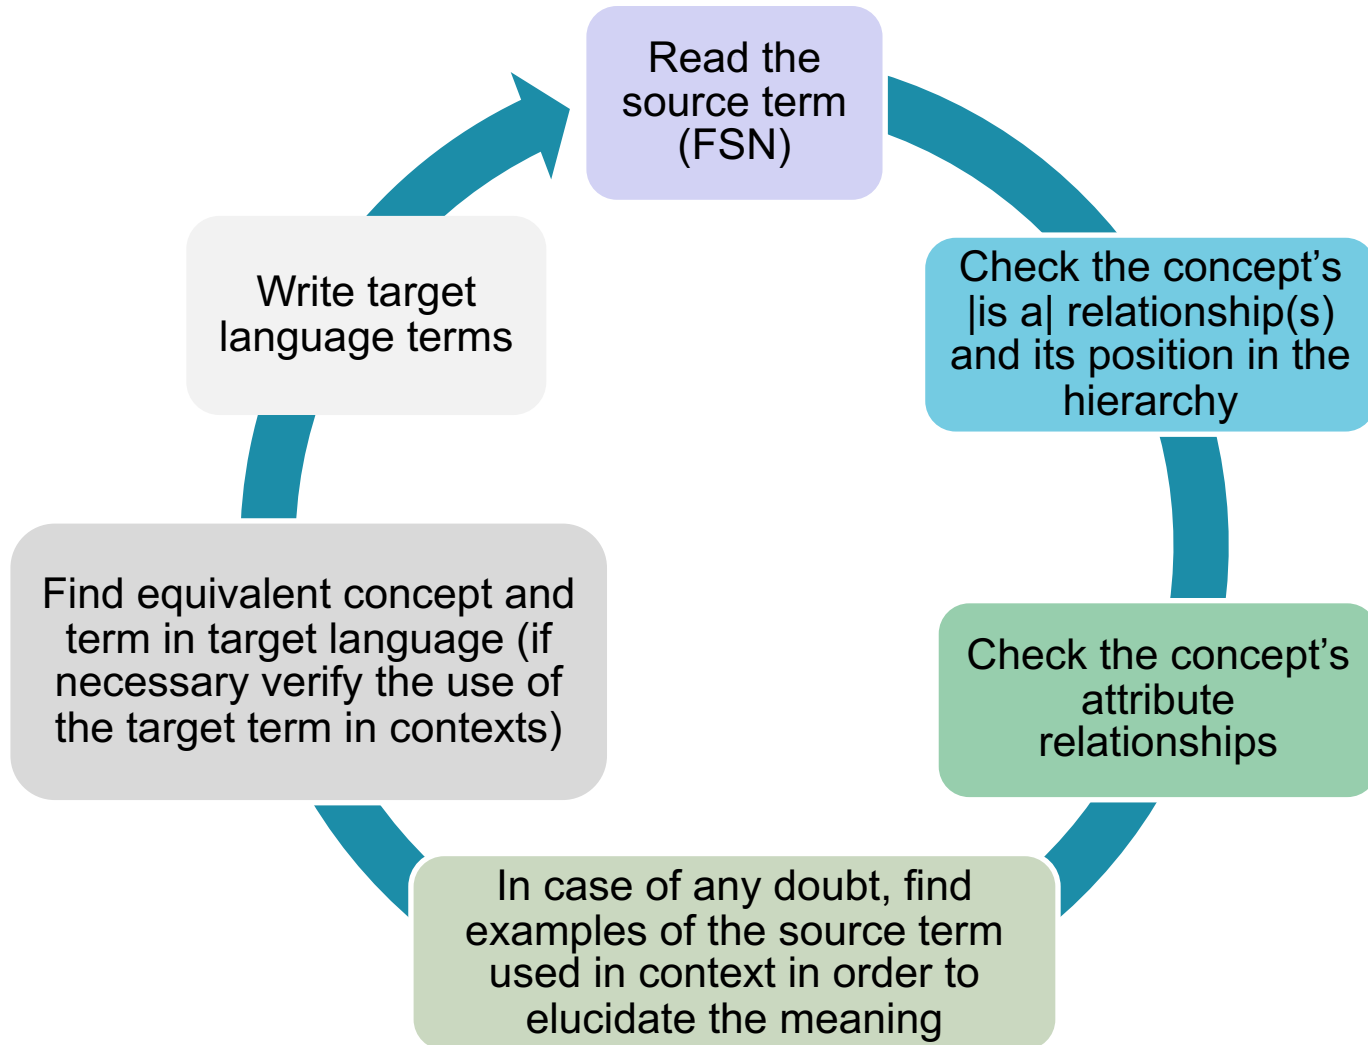 Read the
source term
(FSN)
Check the concept’s
|is a| relationship(s)
and its position in the
hierarchy
Check the concept’s
attribute
relationships
In case of any doubt, find
examples of the source term
used in context in order to
elucidate the meaning
Find equivalent concept and
term in target language (if
necessary verify the use of
the target term in contexts)
Write target
language terms